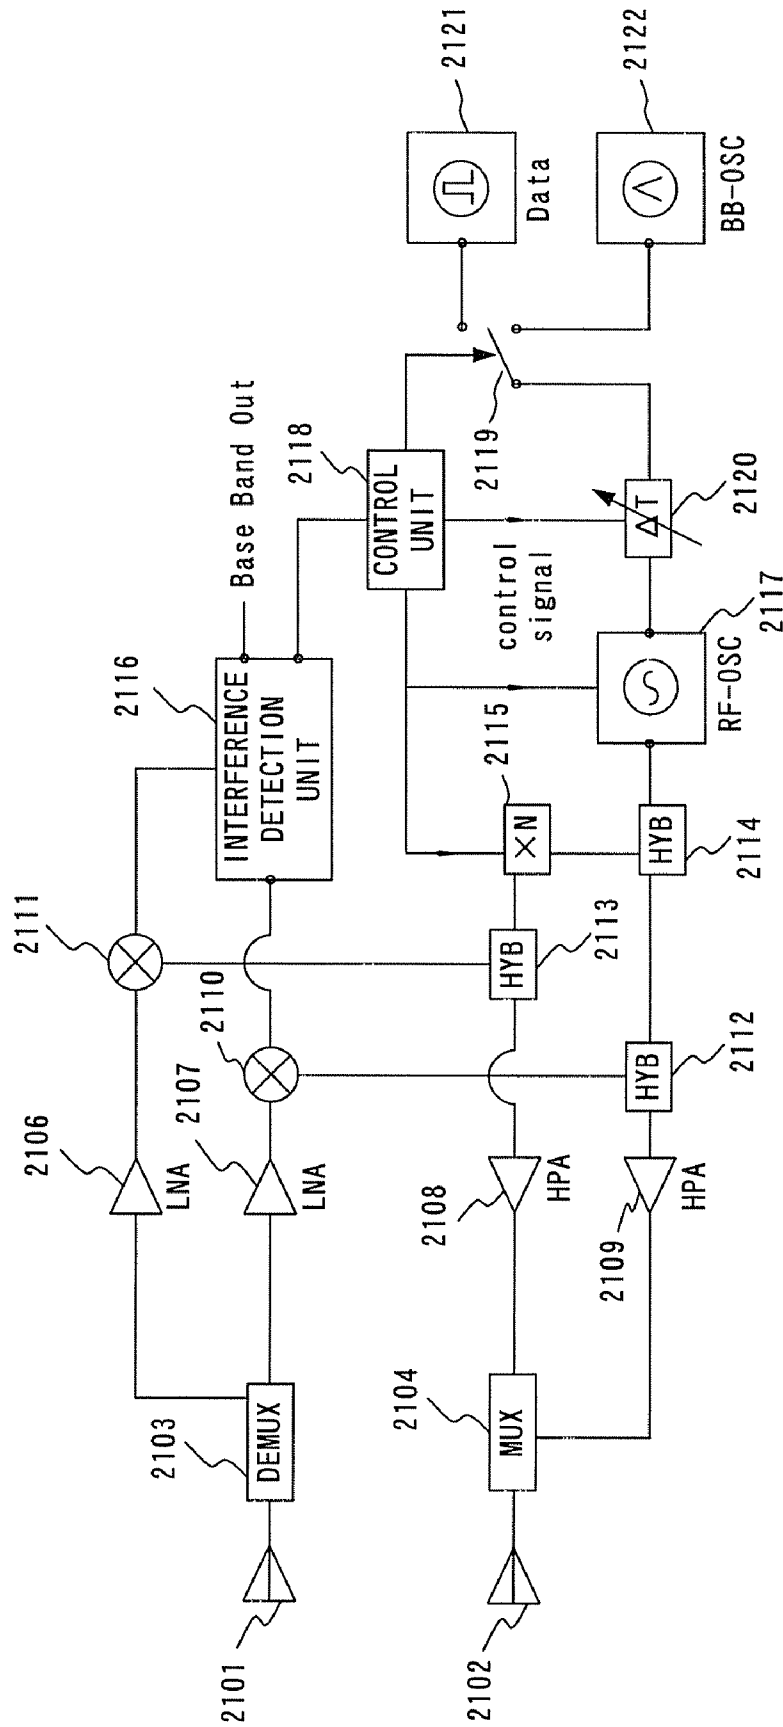 2101
2102
DEMUX
2103
MUX
2104
2106
LNA
2107
LNA
2108
HPA
2109
HPA
2110
2111
HYB
2112
HYB
2113
HYB
2114
×N
2115
INTERFERENCE
DETECTION
UNIT
2116
Base Band Out
RF-OSC
2117
CONTROL
UNIT
2118
control
signal
2119
ΔT
2120
Data
2121
BB-OSC
2122